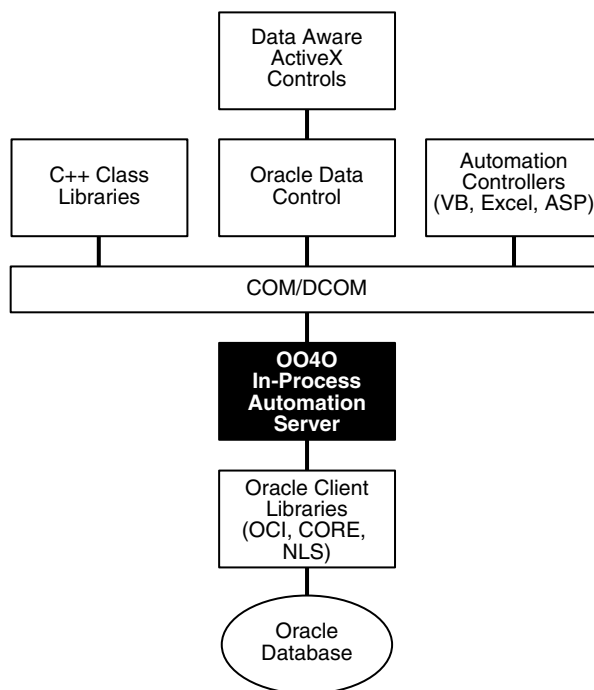 Data Aware
ActiveX
Controls
C++ Class
Libraries
Oracle Data
Control
Automation
Controllers
(VB, Excel, ASP)
COM/DCOM
OO4O
In-Process
Automation
Server
Oracle Client
Libraries
(OCI, CORE,
NLS)
Oracle
Database